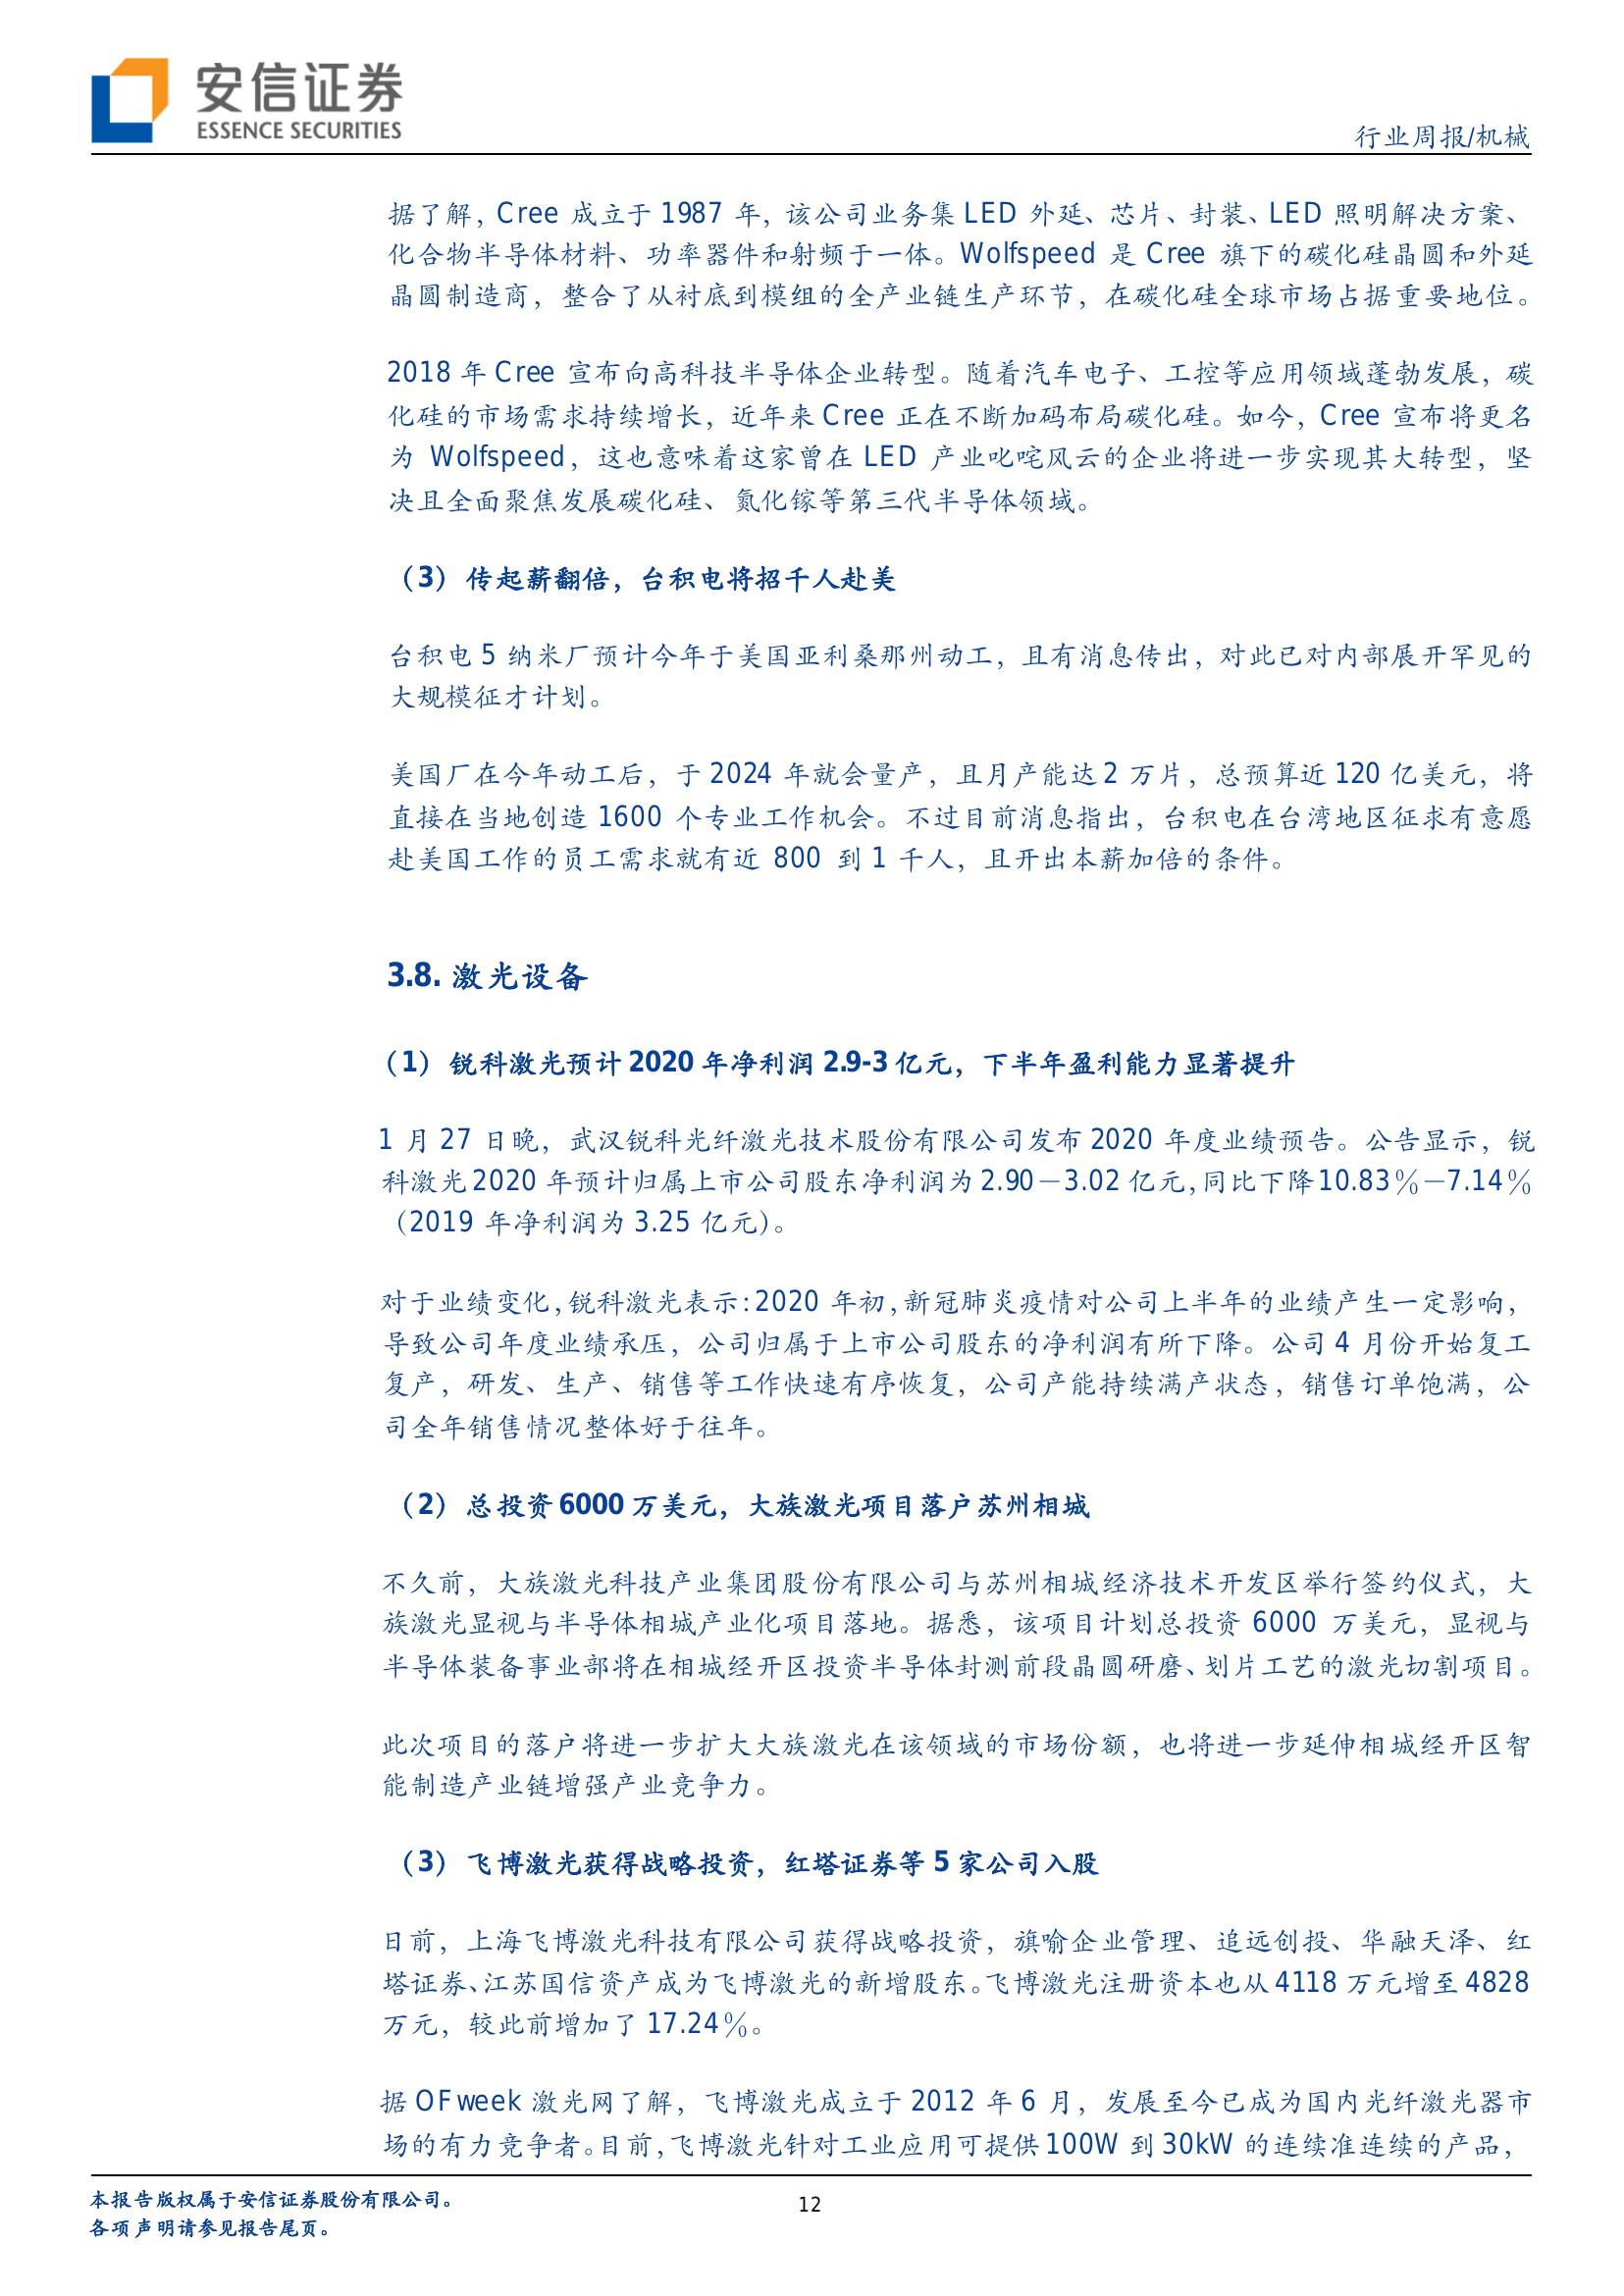 安信证券
ESSENCE SECURITIES
行业周报/机械
据了解，Cree 成立于 1987 年，该公司业务集 LED 外延、芯片、封装、LED 照明解决方案、
化合物半导体材料、功率器件和射频于一体。Wolfspeed 是 Cree 旗下的碳化硅晶圆和外延
晶圆制造商，整合了从衬底到模组的全产业链生产环节，在碳化硅全球市场占据重要地位。
2018 年 Cree 宣布向高科技半导体企业转型。随着汽车电子、工控等应用领域蓬勃发展，碳
化硅的市场需求持续增长，近年来 Cree 正在不断加码布局碳化硅。如今，Cree 宣布将更名
为 Wolfspeed，这也意味着这家曾在 LED 产业叱咤风云的企业将进一步实现其大转型，坚
决且全面聚焦发展碳化硅、氮化镓等第三代半导体领域。
（3）传起薪翻倍，台积电将招千人赴美
台积电 5 纳米厂预计今年于美国亚利桑那州动工，且有消息传出，对此已对内部展开罕见的
大规模征才计划。
美国厂在今年动工后，于 2024 年就会量产，且月产能达 2 万片，总预算近 120 亿美元，将
直接在当地创造 1600 个专业工作机会。不过目前消息指出，台积电在台湾地区征求有意愿
赴美国工作的员工需求就有近 800 到 1 千人，且开出本薪加倍的条件。
3.8. 激光设备
（1）锐科激光预计 2020 年净利润 2.9-3 亿元，下半年盈利能力显著提升
1 月 27 日晚，武汉锐科光纤激光技术股份有限公司发布 2020 年度业绩预告。公告显示，锐
科激光 2020 年预计归属上市公司股东净利润为 2.90－3.02 亿元，同比下降 10.83％－7.14％
（2019 年净利润为 3.25 亿元）。
对于业绩变化，锐科激光表示：2020 年初，新冠肺炎疫情对公司上半年的业绩产生一定影响，
导致公司年度业绩承压，公司归属于上市公司股东的净利润有所下降。公司 4 月份开始复工
复产，研发、生产、销售等工作快速有序恢复，公司产能持续满产状态，销售订单饱满，公
司全年销售情况整体好于往年。
（2）总投资 6000 万美元，大族激光项目落户苏州相城
不久前，大族激光科技产业集团股份有限公司与苏州相城经济技术开发区举行签约仪式，大
族激光显视与半导体相城产业化项目落地。据悉，该项目计划总投资 6000 万美元，显视与
半导体装备事业部将在相城经开区投资半导体封测前段晶圆研磨、划片工艺的激光切割项目。
此次项目的落户将进一步扩大大族激光在该领域的市场份额，也将进一步延伸相城经开区智
能制造产业链增强产业竞争力。
（3）飞博激光获得战略投资，红塔证券等 5 家公司入股
日前，上海飞博激光科技有限公司获得战略投资，旗喻企业管理、追远创投、华融天泽、红
塔证券、江苏国信资产成为飞博激光的新增股东。飞博激光注册资本也从 4118 万元增至 4828
万元，较此前增加了 17.24％。
据 OFweek 激光网了解，飞博激光成立于 2012 年 6 月，发展至今已成为国内光纤激光器市
场的有力竞争者。目前，飞博激光针对工业应用可提供 100W 到 30kW 的连续准连续的产品，
本报告版权属于安信证券股份有限公司。
各项声明请参见报告尾页。
12